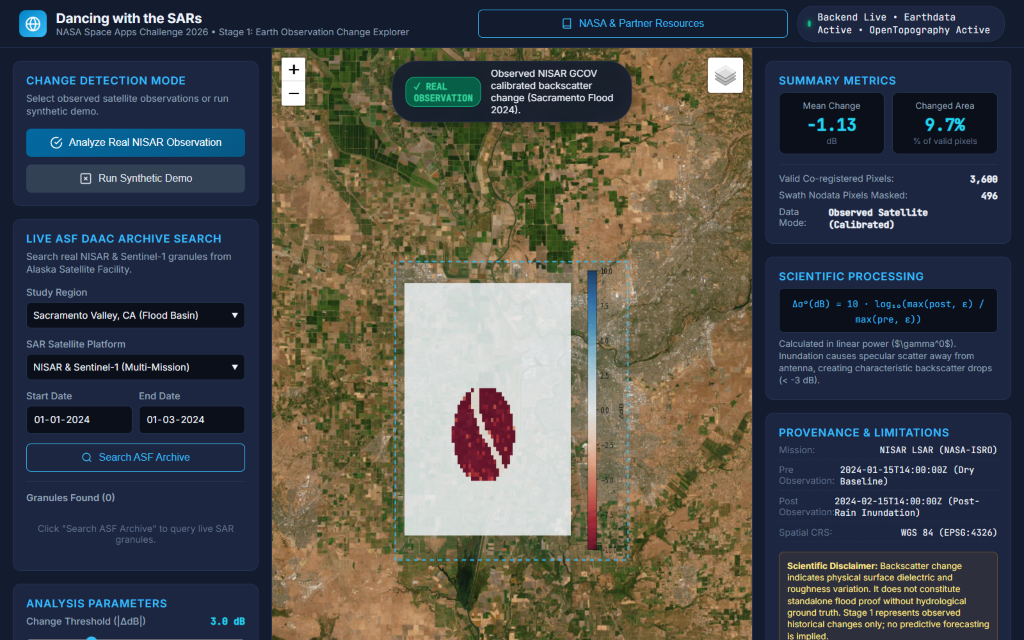 Dancing with the SARs
NASA Space Apps Challenge 2026 • Stage 1: Earth Observation Change Explorer
NASA & Partner Resources
Backend Live • Earthdata
Active • OpenTopography Active
CHANGE DETECTION MODE
Select observed satellite observations or run
synthetic demo.
Analyze Real NISAR Observation
Run Synthetic Demo
LIVE ASF DAAC ARCHIVE SEARCH
Search real NISAR & Sentinel-1 granules from
Alaska Satellite Facility.
Study Region
Sacramento Valley, CA (Flood Basin)
SAR Satellite Platform
NISAR & Sentinel-1 (Multi-Mission)
Start Date
End Date
01-01-2024
01-03-2024
Search ASF Archive
Granules Found (0)
Click "Search ASF Archive" to query live SAR
granules.
ANALYSIS PARAMETERS
Change Threshold (|ΔdB|)
3.0 dB
+
−
✓ REAL
OBSERVATION
Observed NISAR GCOV
calibrated backscatter
change (Sacramento Flood
2024).
10.0
7.5
0.0
SUMMARY METRICS
Mean Change
-1.13
dB
Changed Area
9.7%
% of valid pixels
Valid Co-registered Pixels:
3,600
Swath Nodata Pixels Masked:
496
Data
Mode:
Observed Satellite
(Calibrated)
SCIENTIFIC PROCESSING
Δσ°(dB) = 10 · log₁₀(max(post, ε) /
max(pre, ε))
Calculated in linear power ($\gamma^0$).
Inundation causes specular scatter away from
antenna, creating characteristic backscatter drops
(< -3 dB).
PROVENANCE & LIMITATIONS
Mission:
NISAR LSAR (NASA-ISRO)
Pre
Observation:
2024-01-15T14:00:00Z (Dry
Baseline)
Post
Observation:
2024-02-15T14:00:00Z (Post-
Rain Inundation)
Spatial CRS:
WGS 84 (EPSG:4326)
Scientific Disclaimer: Backscatter change
indicates physical surface dielectric and
roughness variation. It does not constitute
standalone flood proof without hydrological
ground truth. Stage 1 represents observed
historical changes only; no predictive forecasting
is implied.